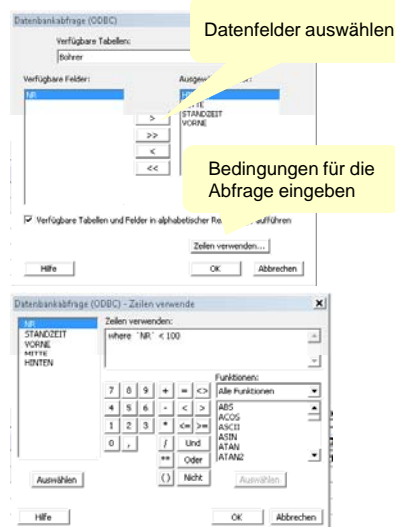 Datenbankabfrage (ODBC)
Datenfelder auswählen
Verfügbare Tabellen:
Bohrer
Verfügbare Felder:
NR
STANDZEIT
VORNE
>
>>
<
<<
Bedingungen für die
Abfrage eingeben
Verfügbare Tabellen und Felder in alphabetischer aufführen
Zeilen verwenden...
Hilfe OK Abbrechen
Datenbankabfrage (ODBC) - Zeilen verwende
NR
STANDZEIT
VORNE
MITTE
HINTEN
Zeilen verwenden:
where `NR` < 100
Funktionen:
Alle Funktionen
7 8 9 + = <>
4 5 6 - < >
1 2 3 * <= >=
0 , / Und
** Oder
() Nicht
ABS
ACOS
ASCII
ASIN
ATAN
ATAN2
Auswählen Auswählen
Hilfe OK Abbrechen